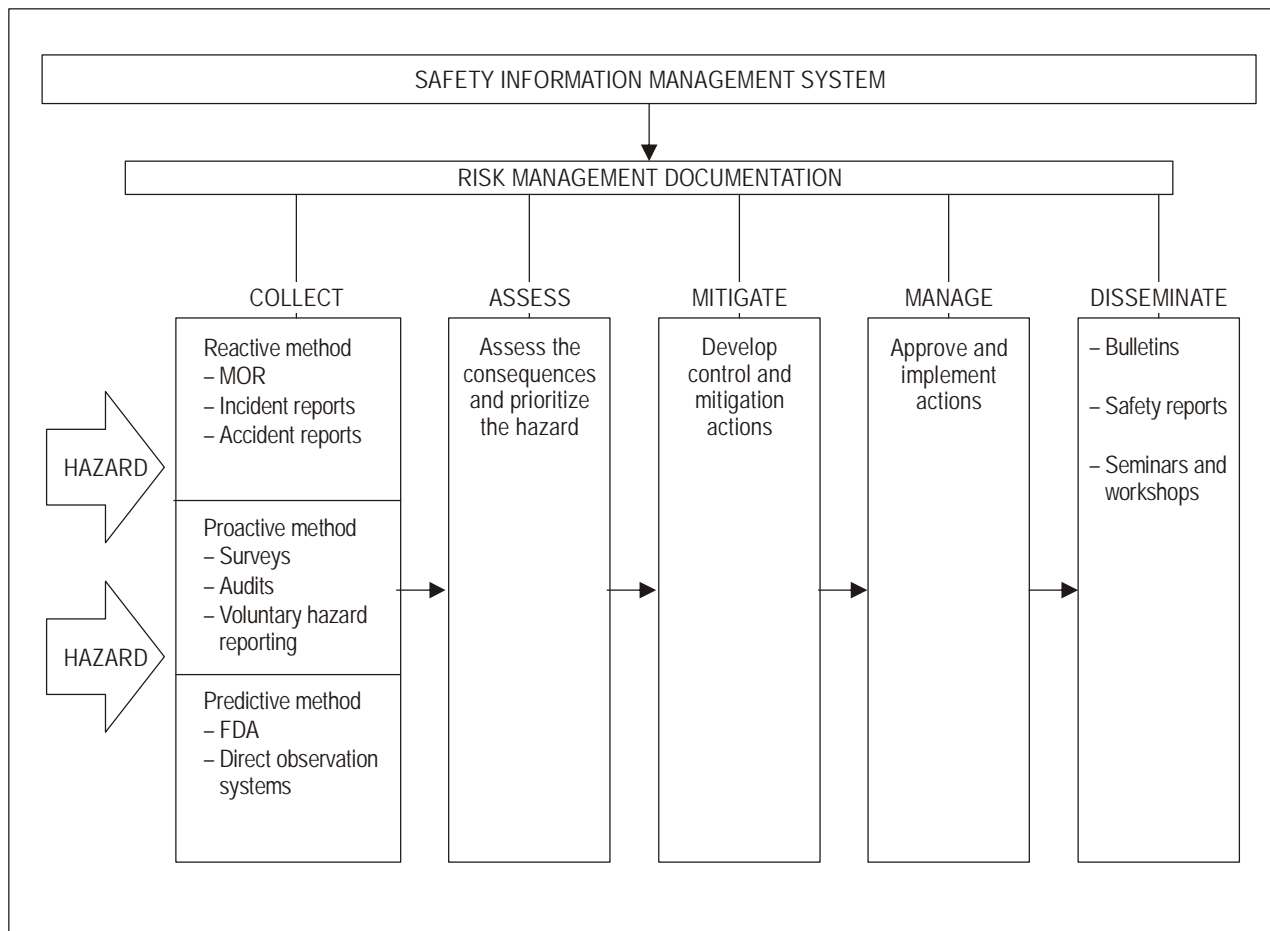 SAFETY INFORMATION MANAGEMENT SYSTEM
RISK MANAGEMENT DOCUMENTATION
COLLECT
ASSESS
MITIGATE
MANAGE
DISSEMINATE
HAZARD
HAZARD
Reactive method
– MOR
– Incident reports
– Accident reports
Proactive method
– Surveys
– Audits
– Voluntary hazard
reporting
Predictive method
– FDA
– Direct observation
systems
Assess the
consequences
and prioritize
the hazard
Develop
control and
mitigation
actions
Approve and
implement
actions
– Bulletins
– Safety reports
– Seminars and
workshops